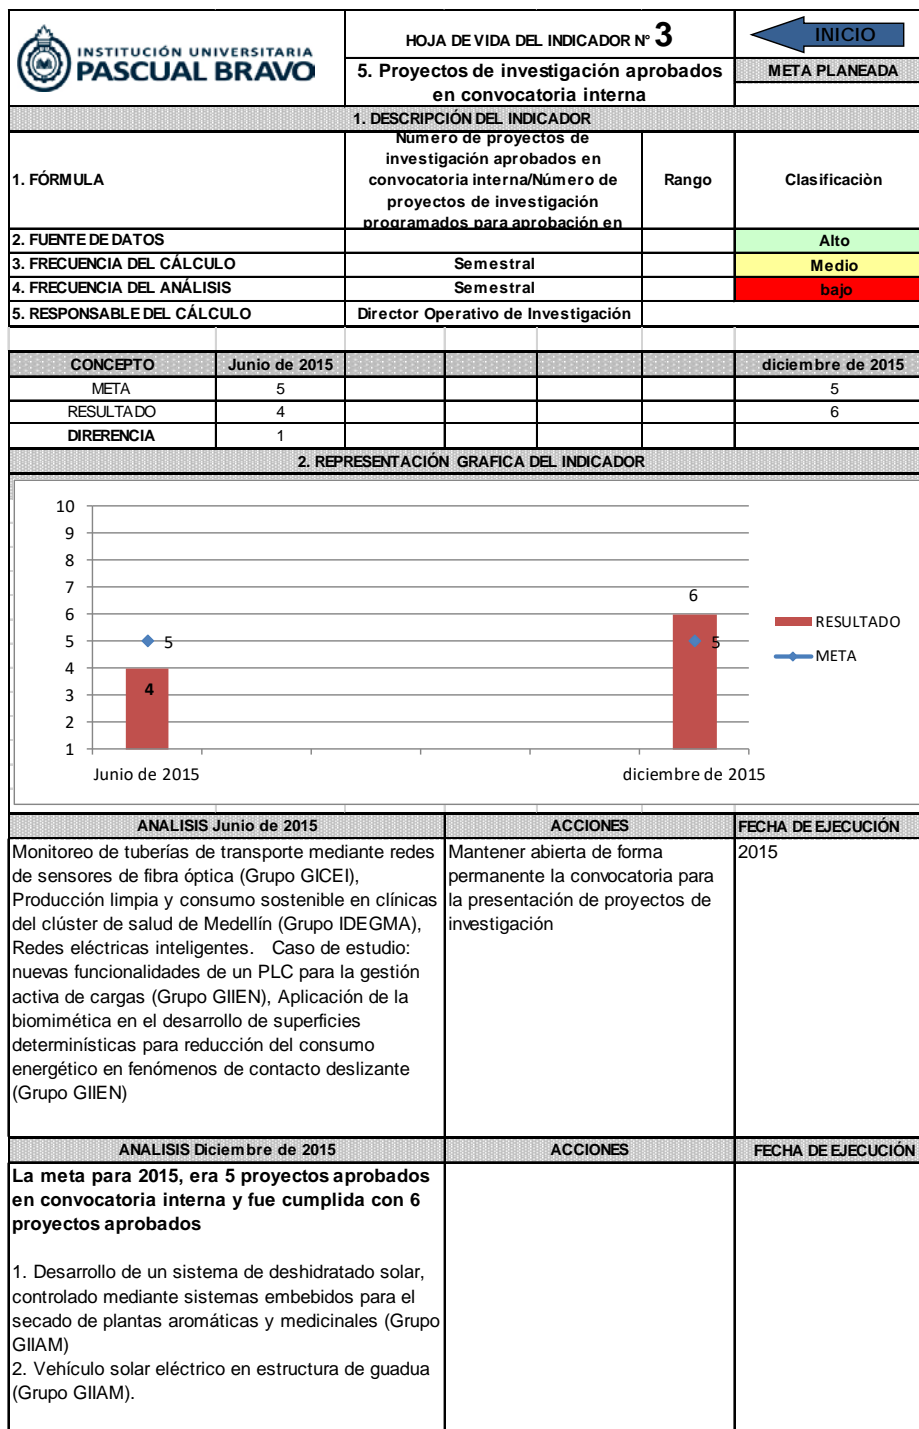 INSTITUCIÓN UNIVERSITARIA
PASCUAL BRAVO
HOJA DE VIDA DEL INDICADOR N° 3
INICIO
5. Proyectos de investigación aprobados
en convocatoria interna
META PLANEADA
1. DESCRIPCIÓN DEL INDICADOR
1. FÓRMULA
Número de proyectos de
investigación aprobados en
convocatoria interna/Número de
proyectos de investigación
programados para aprobación en
Rango
Clasificaciòn
2. FUENTE DE DATOS
Alto
3. FRECUENCIA DEL CÁLCULO
Semestral
Medio
4. FRECUENCIA DEL ANÁLISIS
Semestral
bajo
5. RESPONSABLE DEL CÁLCULO
Director Operativo de Investigación
CONCEPTO Junio de 2015 diciembre de 2015
META 5 5
RESULTADO 4 6
DIRERENCIA 1
2. REPRESENTACIÓN GRAFICA DEL INDICADOR
10
9
8
7
6
5
4
3
2
1
5
4
6
5
Junio de 2015
diciembre de 2015
RESULTADO
META
ANALISIS Junio de 2015
ACCIONES
FECHA DE EJECUCIÓN
Monitoreo de tuberías de transporte mediante redes
de sensores de fibra óptica (Grupo GICEI),
Producción limpia y consumo sostenible en clínicas
del clúster de salud de Medellín (Grupo IDEGMA),
Redes eléctricas inteligentes. Caso de estudio:
nuevas funcionalidades de un PLC para la gestión
activa de cargas (Grupo GIIEN), Aplicación de la
biomimética en el desarrollo de superficies
determinísticas para reducción del consumo
energético en fenómenos de contacto deslizante
(Grupo GIIEN)
Mantener abierta de forma
permanente la convocatoria para
la presentación de proyectos de
investigación
2015
ANALISIS Diciembre de 2015
ACCIONES
FECHA DE EJECUCIÓN
La meta para 2015, era 5 proyectos aprobados
en convocatoria interna y fue cumplida con 6
proyectos aprobados
1. Desarrollo de un sistema de deshidratado solar,
controlado mediante sistemas embebidos para el
secado de plantas aromáticas y medicinales (Grupo
GIIAM)
2. Vehículo solar eléctrico en estructura de guadua
(Grupo GIIAM).